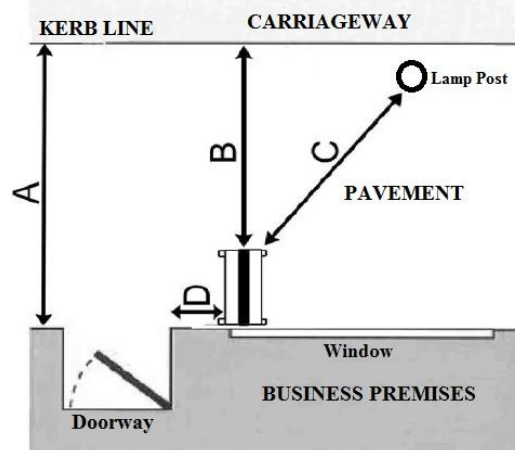 KERB LINE
CARRIAGEWAY
Lamp Post
A
B
C
PAVEMENT
D
Window
BUSINESS PREMISES
Doorway